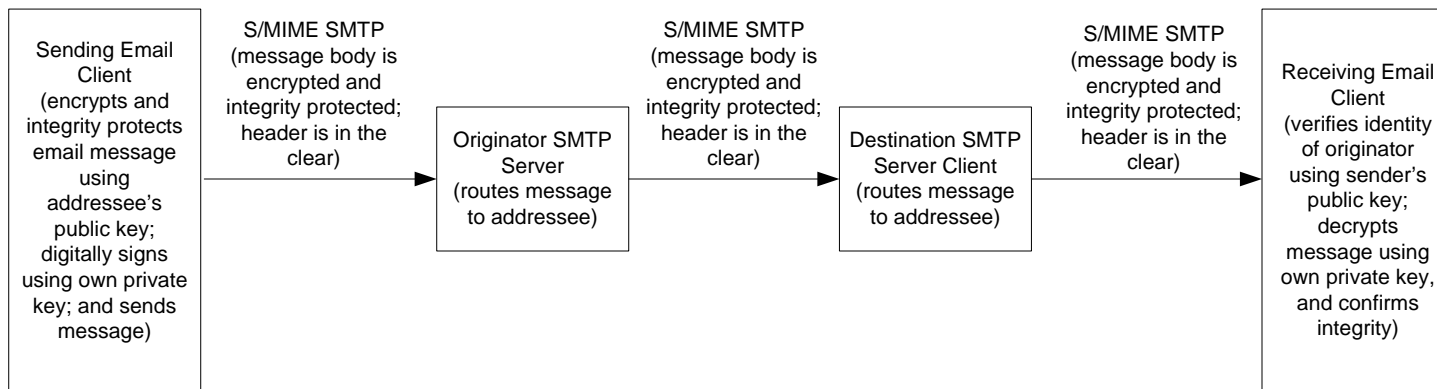 Sending Email
Client
(encrypts and
integrity protects
email message
using
addressee's
public key;
digitally signs
using own private
key; and sends
message)
S/MIME SMTP
(message body is
encrypted and
integrity protected;
header is in the
clear)
Originator SMTP
Server
(routes message
to addressee)
S/MIME SMTP
(message body is
encrypted and
integrity protected;
header is in the
clear)
Destination SMTP
Server Client
(routes message
to addressee)
S/MIME SMTP
(message body is
encrypted and
integrity protected;
header is in the
clear)
Receiving Email
Client
(verifies identity
of originator
using sender's
public key;
decrypts
message using
own private key,
and confirms
integrity)